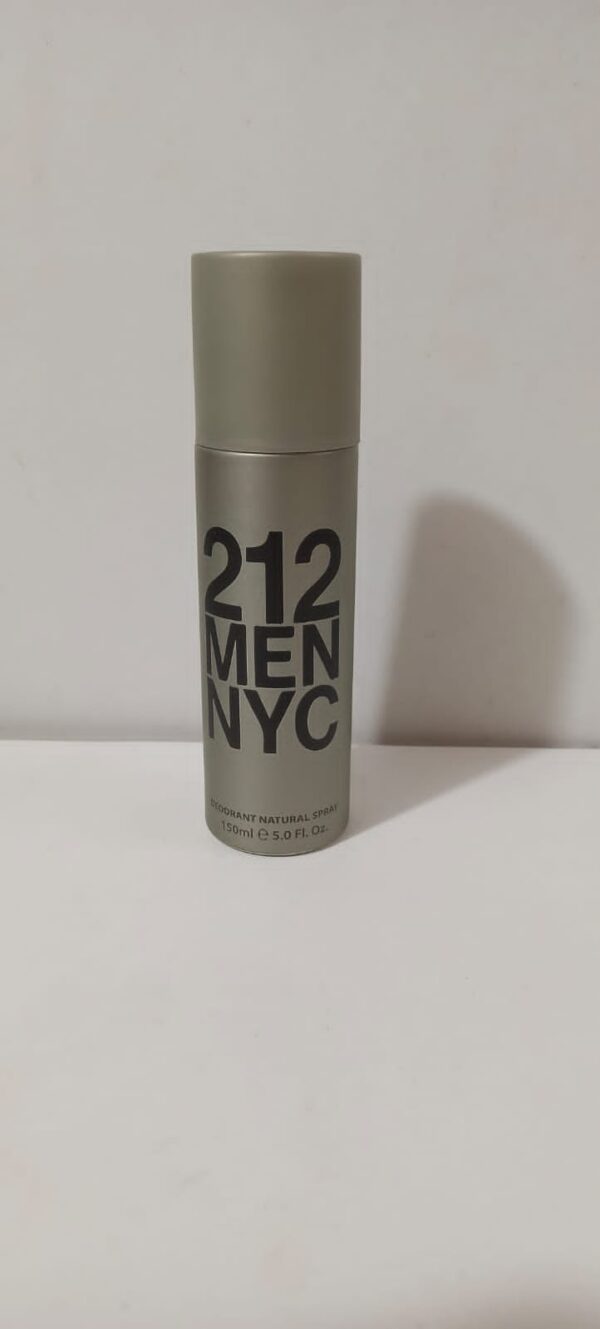 212
MEN
NYC
DEODORANT NATURAL SPRAY
150ml ℮ 5.0 Fl. Oz.